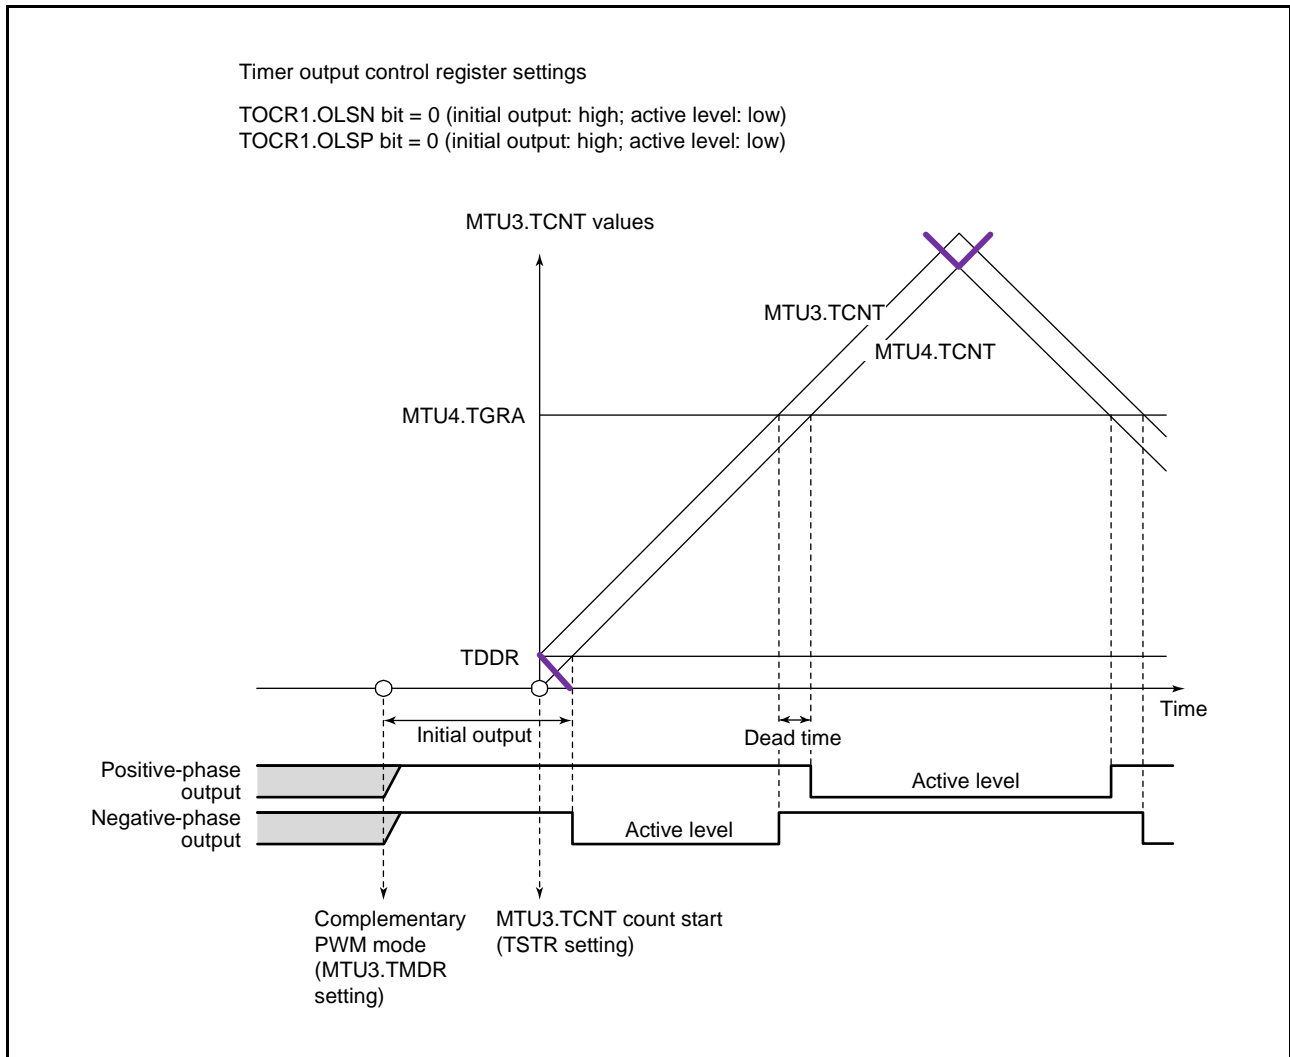 Timer output control register settings
TOCR1.OLSN bit = 0 (initial output: high; active level: low)
TOCR1.OLSP bit = 0 (initial output: high; active level: low)
MTU3.TCNT values
MTU3.TCNT
MTU4.TCNT
MTU4.TGRA
TDDR
Time
Initial output
Dead time
Positive-phase
output
Active level
Negative-phase
output
Active level
Complementary
PWM mode
(MTU3.TMDR
setting)
MTU3.TCNT count start
(TSTR setting)